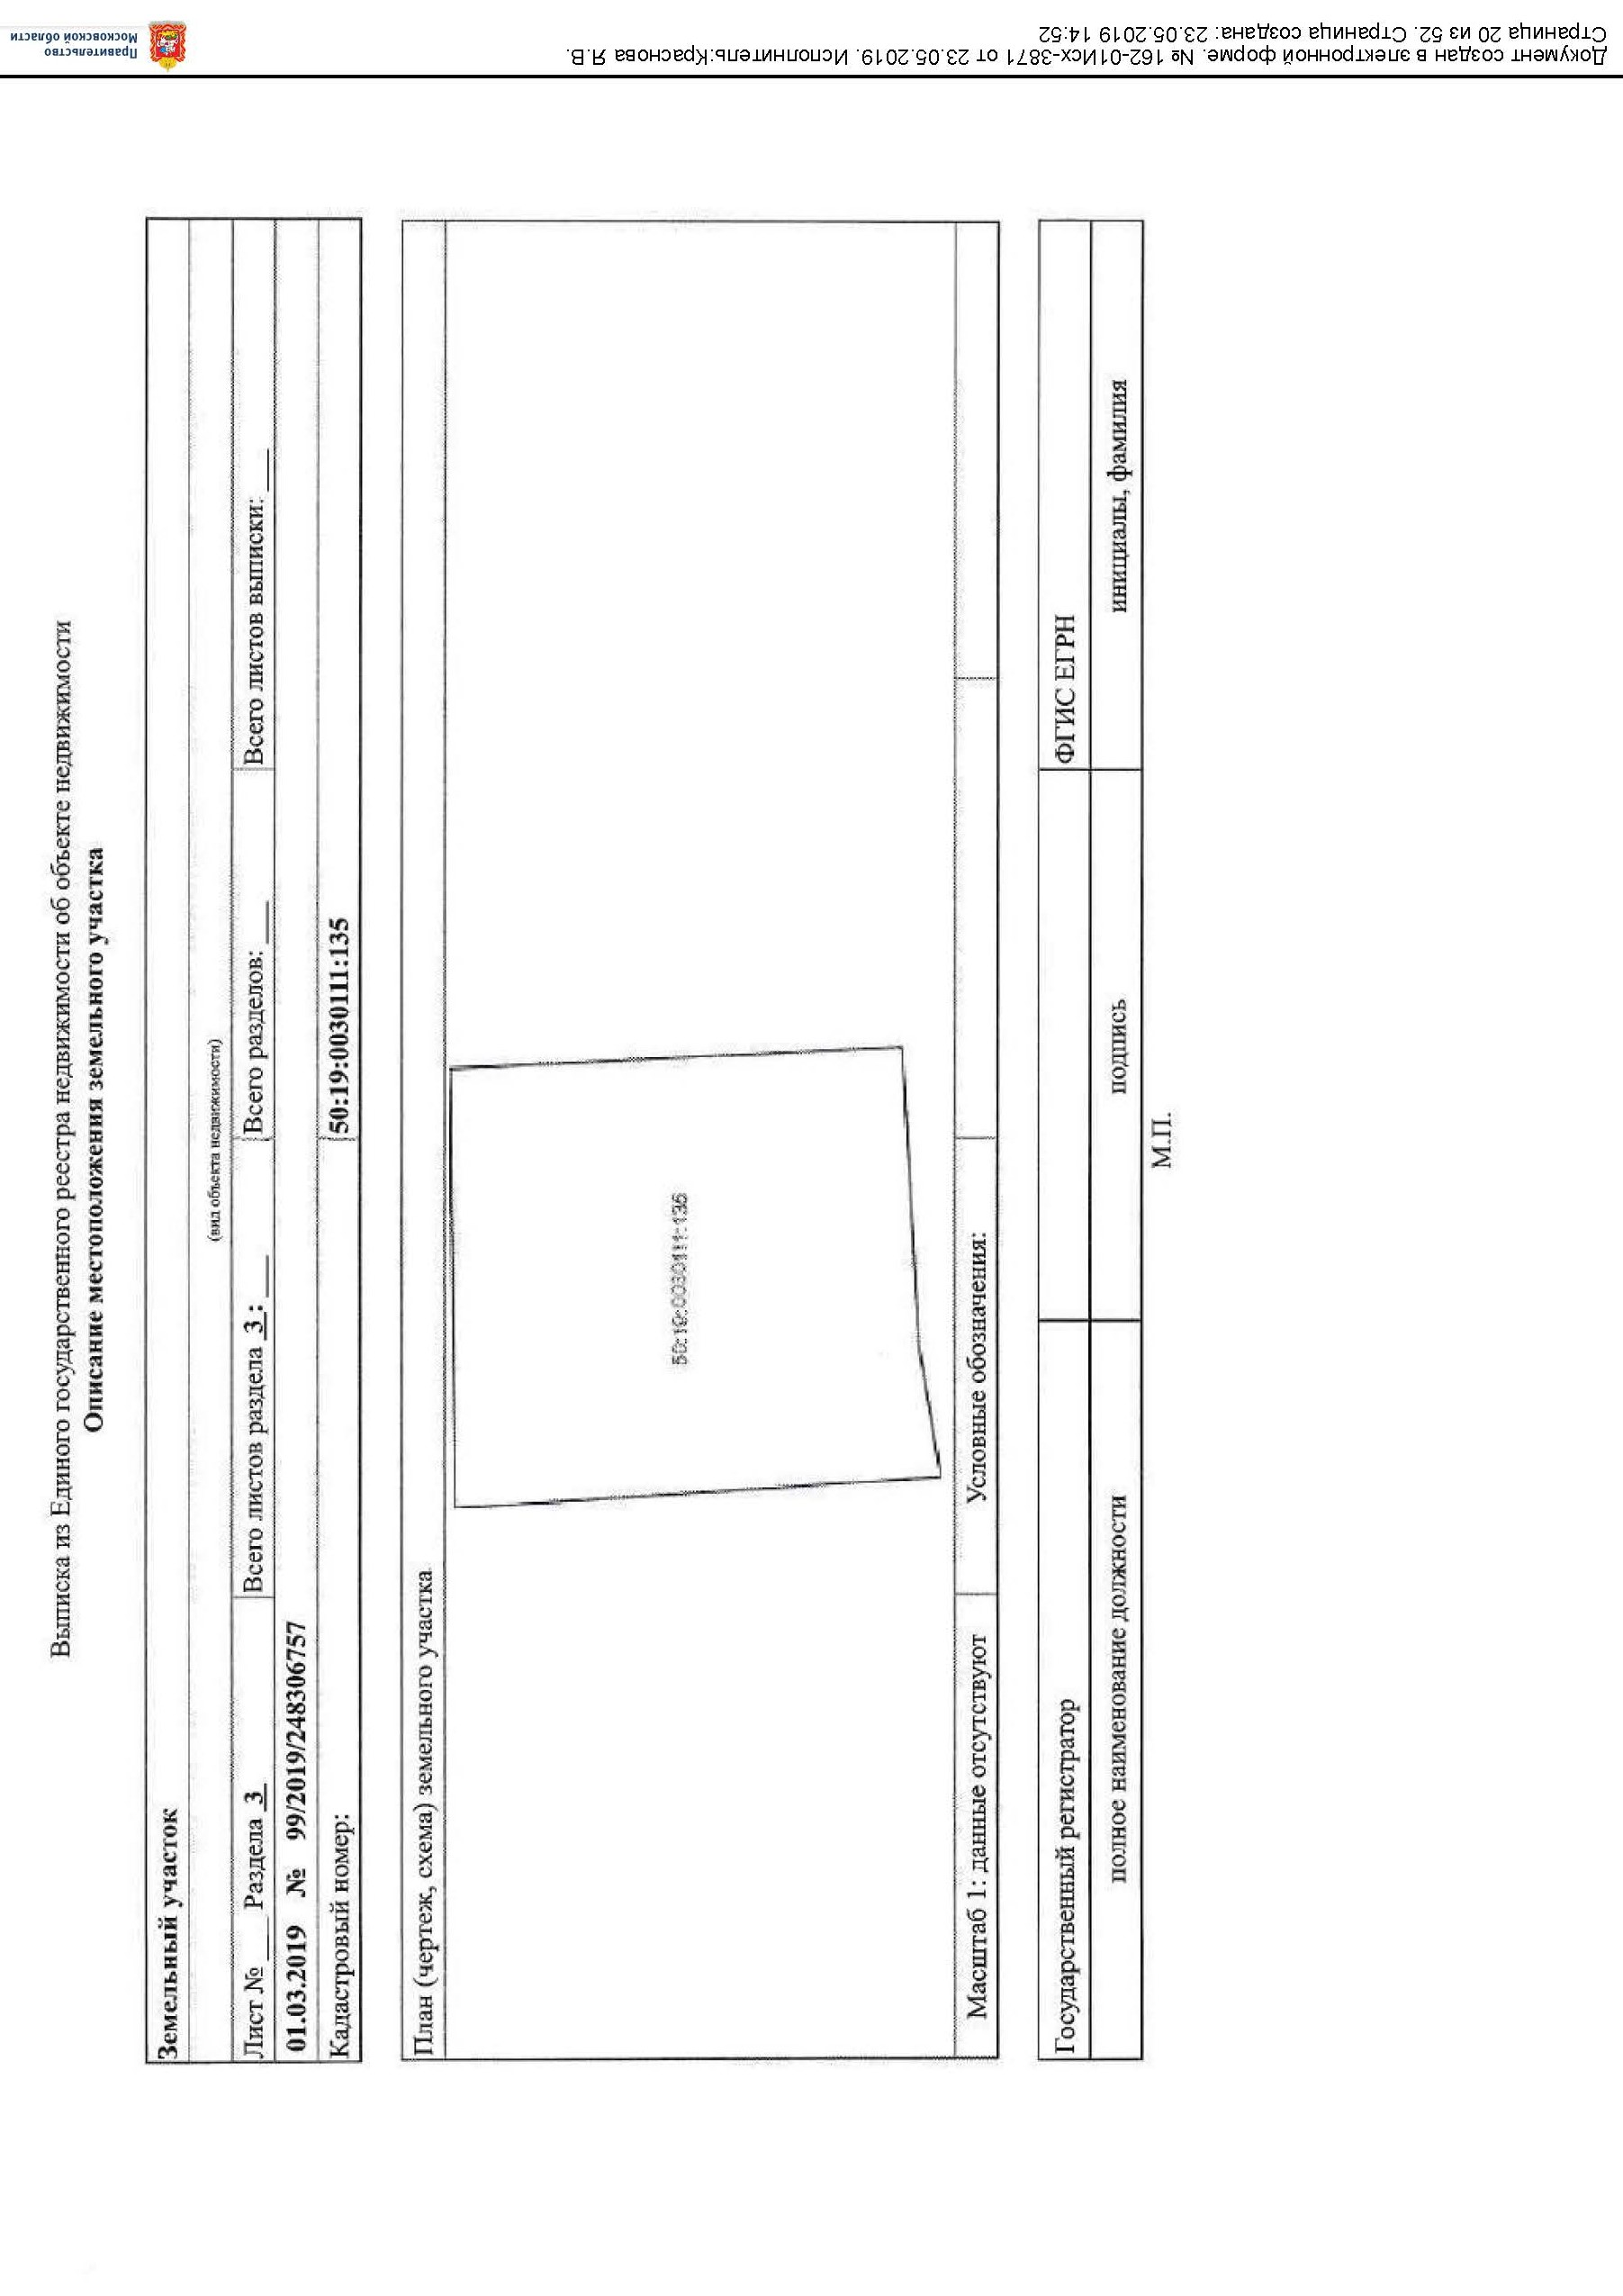 Выписка из Единого государственного реестра недвижимости об объекте недвижимости
Описание местоположения земельного участка
Земельный участок
(вид объекта недвижимости)
Лист № ___ Раздела 3 Всего листов раздела 3 : ___ Всего разделов: ___ Всего листов выписки: ___
01.03.2019 № 99/2019/248306757
Кадастровый номер: 50:19:0030111:135
План (чертеж, схема) земельного участка
50:19:0030111:135
Масштаб 1: данные отсутствуют Условные обозначения:
Государственный регистратор ФГИС ЕГРН
полное наименование должности подпись инициалы, фамилия
М.П.
Документ создан в электронной форме. № 162-01Исх-3871 от 23.05.2019. Исполнитель:Краснова Я.В.
Страница 20 из 52. Страница создана: 23.05.2019 14:52
Правительство
Московской области